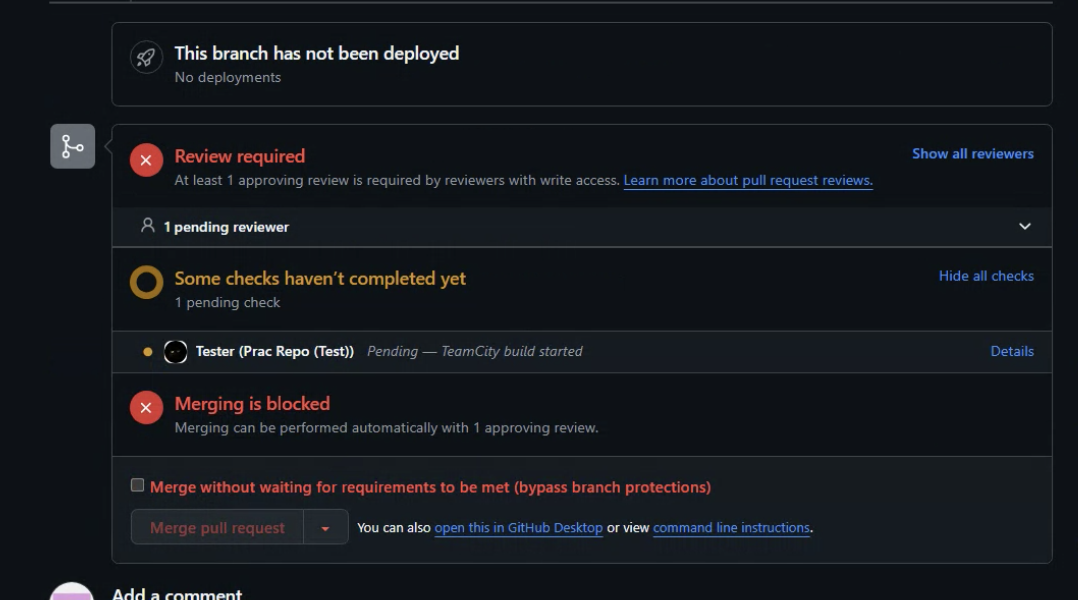 This branch has not been deployed
No deployments
Review required
Show all reviewers
At least 1 approving review is required by reviewers with write access. Learn more about pull request reviews.
1 pending reviewer
Some checks haven't completed yet
Hide all checks
1 pending check
Tester (Prac Repo (Test)) Pending — TeamCity build started
Details
Merging is blocked
Merging can be performed automatically with 1 approving review.
Merge without waiting for requirements to be met (bypass branch protections)
Merge pull request
You can also open this in GitHub Desktop or view command line instructions.
Add a comment